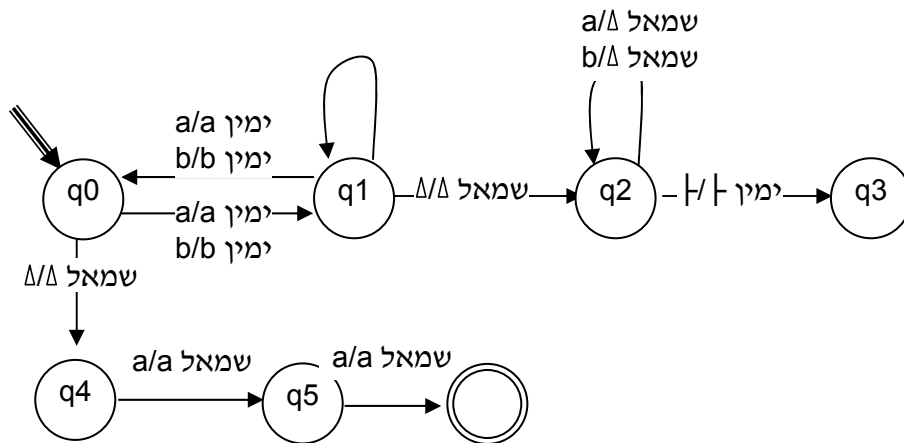 a/Δ שמאל
b/Δ שמאל
a/a ימין
b/b ימין
q0
q1
Δ/Δ שמאל
q2
├/├ ימין
q3
a/a ימין
b/b ימין
Δ/Δ שמאל
q4
a/a שמאל
q5
a/a שמאל